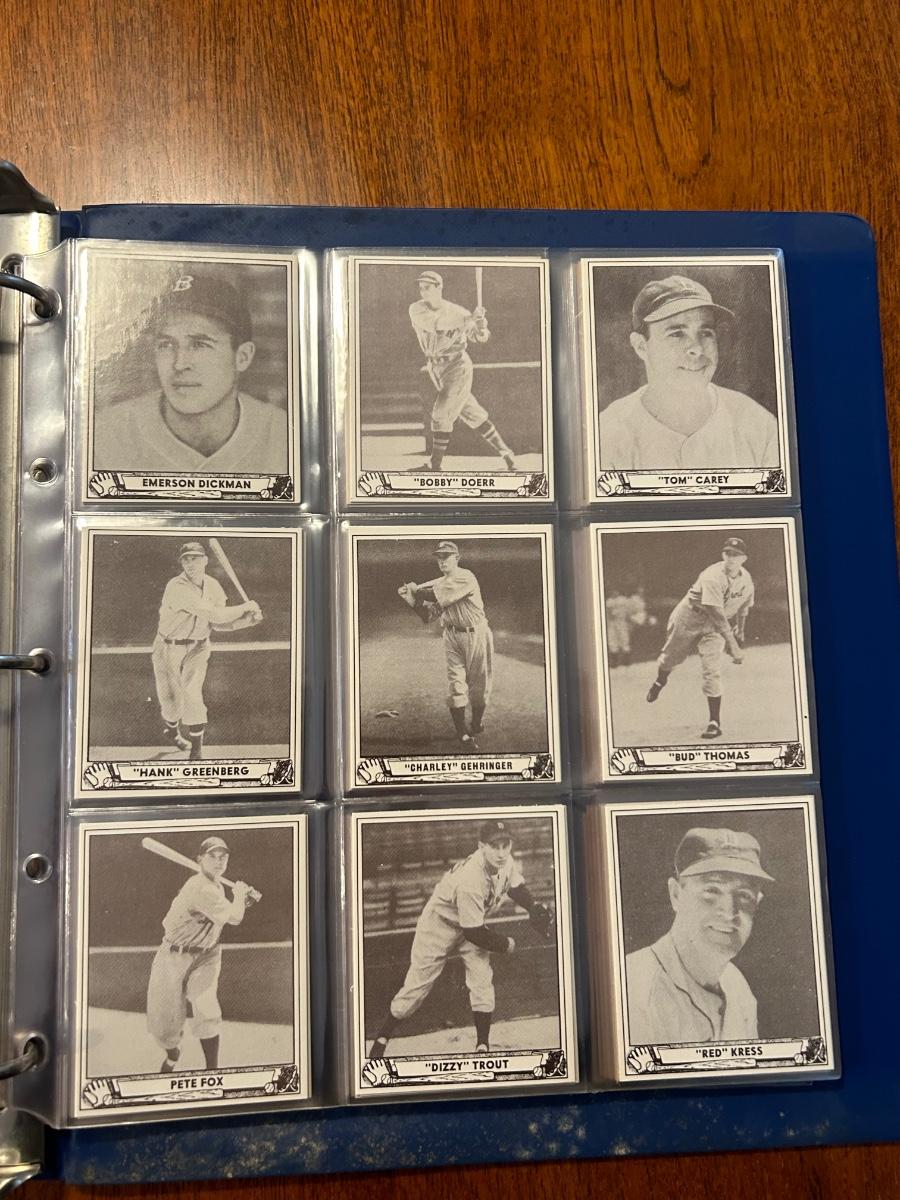 B
EMERSON DICKMAN
"BOBBY" DOERR
"TOM" CAREY
"HANK" GREENBERG
"CHARLEY" GEHRINGER
"BUD" THOMAS
PETE FOX
"DIZZY" TROUT
"RED" KRESS